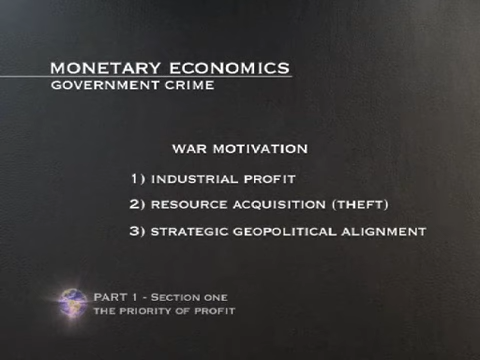 MONETARY ECONOMICS
GOVERNMENT CRIME
WAR MOTIVATION
1) INDUSTRIAL PROFIT
2) RESOURCE ACQUISITION (THEFT)
3) STRATEGIC GEOPOLITICAL ALIGNMENT
PART 1 - SECTION ONE
THE PRIORITY OF PROFIT